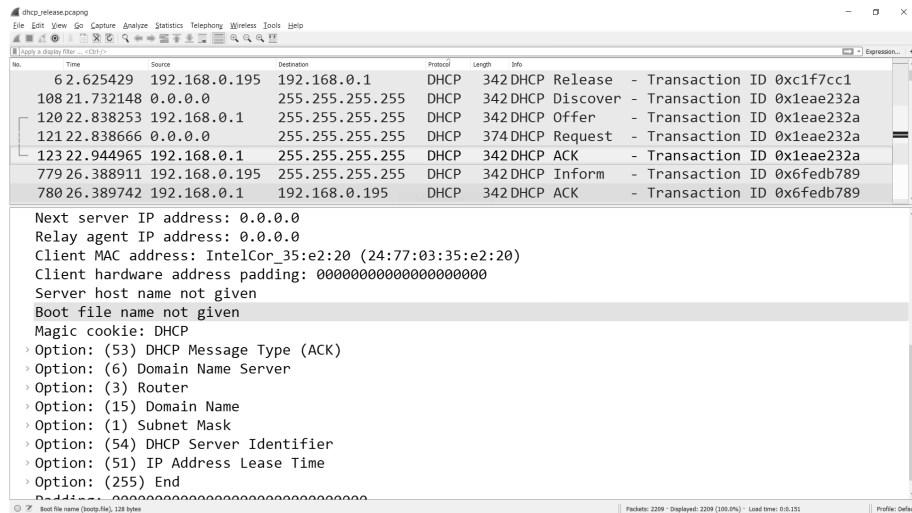 dhcp_release.pcapng
File Edit View Go Capture Analyze Statistics Telephony Wireless Tools Help
Apply a display filter ... <Ctrl-/> Expression... +
No. Time Source Destination Protocol Length Info
6 2.625429 192.168.0.195 192.168.0.1 DHCP 342 DHCP Release - Transaction ID 0xc1f7cc1
108 21.732148 0.0.0.0 255.255.255.255 DHCP 342 DHCP Discover - Transaction ID 0x1eae232a
120 22.838253 192.168.0.1 255.255.255.255 DHCP 342 DHCP Offer - Transaction ID 0x1eae232a
121 22.838666 0.0.0.0 255.255.255.255 DHCP 374 DHCP Request - Transaction ID 0x1eae232a
123 22.944965 192.168.0.1 255.255.255.255 DHCP 342 DHCP ACK - Transaction ID 0x1eae232a
779 26.388911 192.168.0.195 255.255.255.255 DHCP 342 DHCP Inform - Transaction ID 0x6fedb789
780 26.389742 192.168.0.1 192.168.0.195 DHCP 342 DHCP ACK - Transaction ID 0x6fedb789
Next server IP address: 0.0.0.0
Relay agent IP address: 0.0.0.0
Client MAC address: IntelCor_35:e2:20 (24:77:03:35:e2:20)
Client hardware address padding: 00000000000000000000
Server host name not given
Boot file name not given
Magic cookie: DHCP
Option: (53) DHCP Message Type (ACK)
Option: (6) Domain Name Server
Option: (3) Router
Option: (15) Domain Name
Option: (1) Subnet Mask
Option: (54) DHCP Server Identifier
Option: (51) IP Address Lease Time
Option: (255) End
Boot file name (bootp.file), 128 bytes Packets: 2209 · Displayed: 2209 (100.0%) · Load time: 0:0.151 Profile: Defa